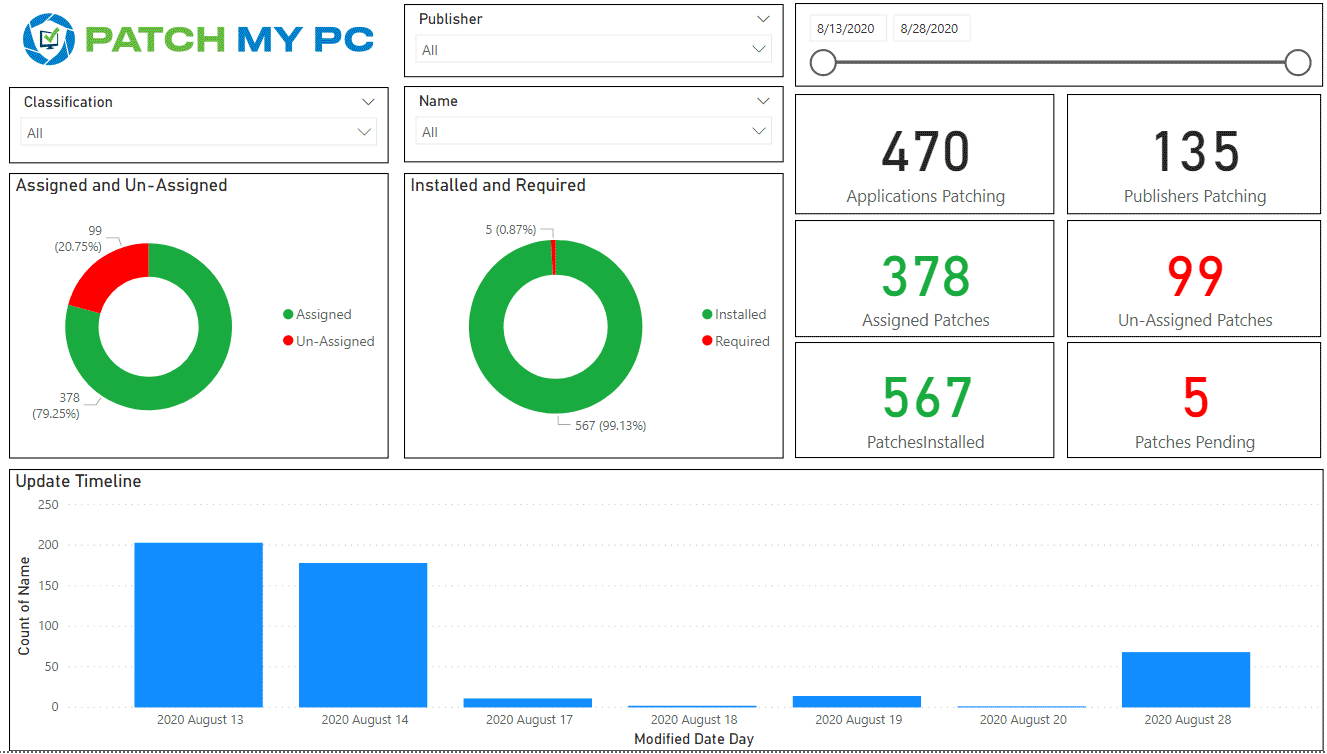 PATCH MY PC
Publisher
All
8/13/2020 8/28/2020
Classification
All
Name
All
470
Applications Patching
135
Publishers Patching
Assigned and Un-Assigned
99
(20.75%)
378
(79.25%)
Assigned
Un-Assigned
Installed and Required
5 (0.87%)
567 (99.13%)
Installed
Required
378
Assigned Patches
99
Un-Assigned Patches
567
PatchesInstalled
5
Patches Pending
Update Timeline
Count of Name
250
200
150
100
50
0
2020 August 13
2020 August 14
2020 August 17
2020 August 18
2020 August 19
2020 August 20
2020 August 28
Modified Date Day